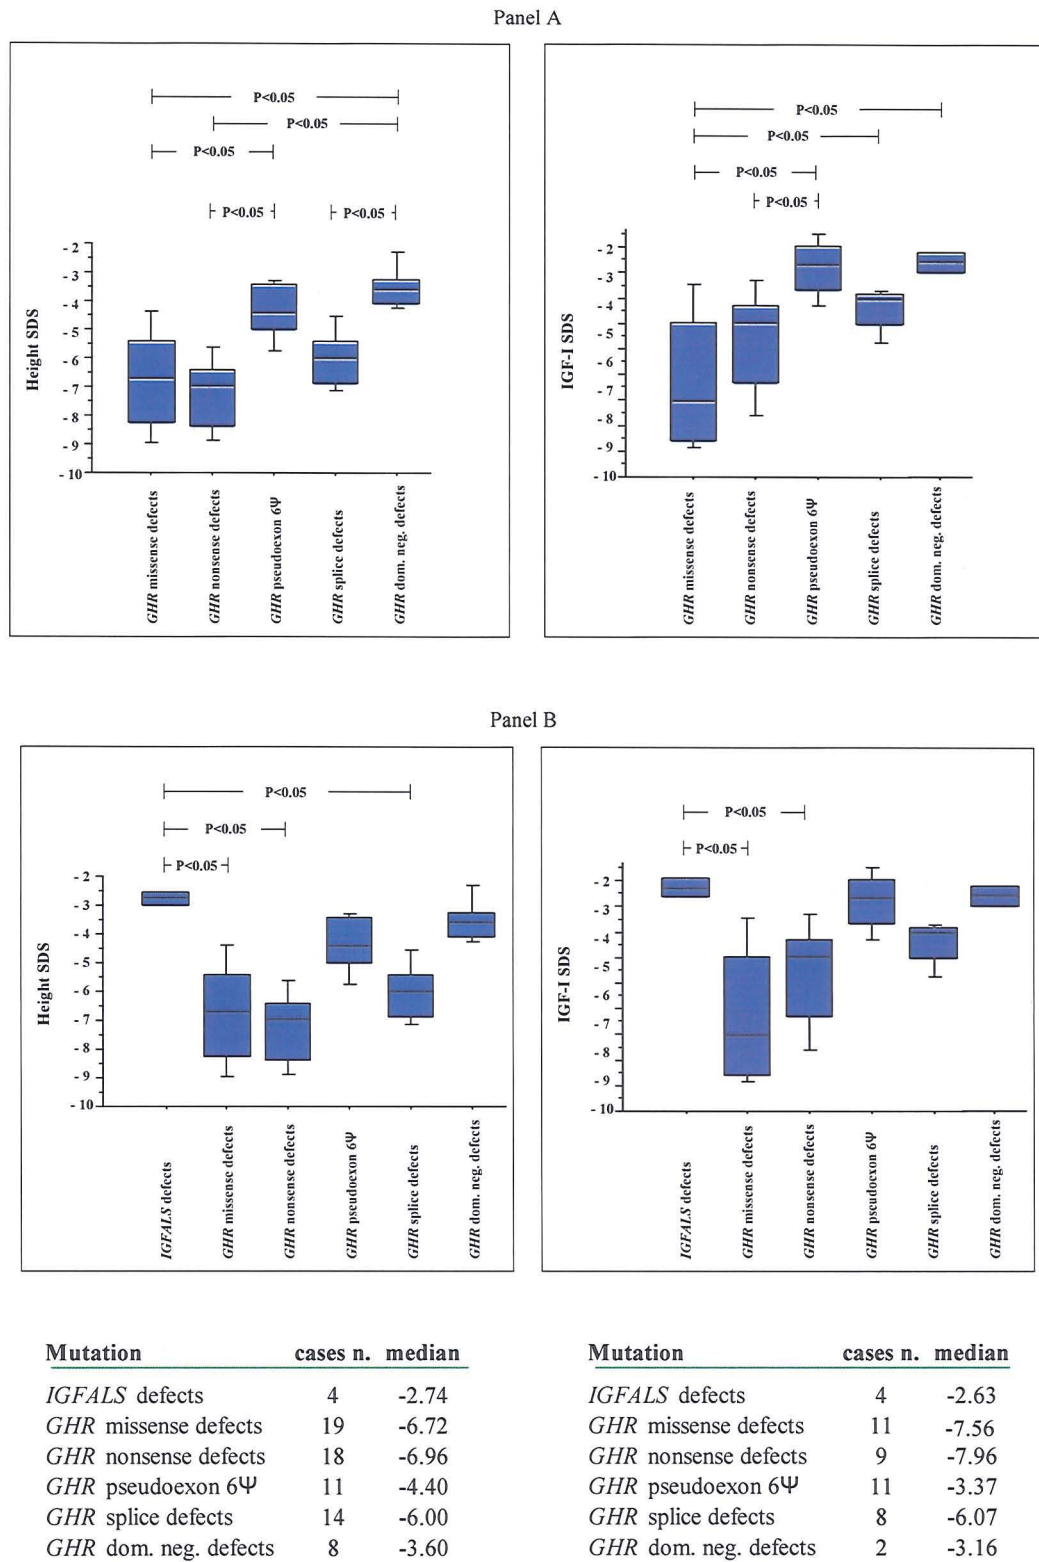 Panel A
P<0.05
P<0.05
P<0.05
P<0.05
P<0.05
Height SDS
- 2
- 3
- 4
- 5
- 6
- 7
- 8
- 9
- 10
GHR missense defects
GHR nonsense defects
GHR pseudoexon 6Ψ
GHR splice defects
GHR dom. neg. defects
P<0.05
P<0.05
P<0.05
P<0.05
IGF-I SDS
- 2
- 3
- 4
- 5
- 6
- 7
- 8
- 9
- 10
GHR missense defects
GHR nonsense defects
GHR pseudoexon 6Ψ
GHR splice defects
GHR dom. neg. defects
Panel B
P<0.05
P<0.05
P<0.05
Height SDS
- 2
- 3
- 4
- 5
- 6
- 7
- 8
- 9
- 10
IGFALS defects
GHR missense defects
GHR nonsense defects
GHR pseudoexon 6Ψ
GHR splice defects
GHR dom. neg. defects
P<0.05
P<0.05
IGF-I SDS
- 2
- 3
- 4
- 5
- 6
- 7
- 8
- 9
- 10
IGFALS defects
GHR missense defects
GHR nonsense defects
GHR pseudoexon 6Ψ
GHR splice defects
GHR dom. neg. defects
Mutation cases n. median
IGFALS defects 4 -2.74
GHR missense defects 19 -6.72
GHR nonsense defects 18 -6.96
GHR pseudoexon 6Ψ 11 -4.40
GHR splice defects 14 -6.00
GHR dom. neg. defects 8 -3.60
Mutation cases n. median
IGFALS defects 4 -2.63
GHR missense defects 11 -7.56
GHR nonsense defects 9 -7.96
GHR pseudoexon 6Ψ 11 -3.37
GHR splice defects 8 -6.07
GHR dom. neg. defects 2 -3.16